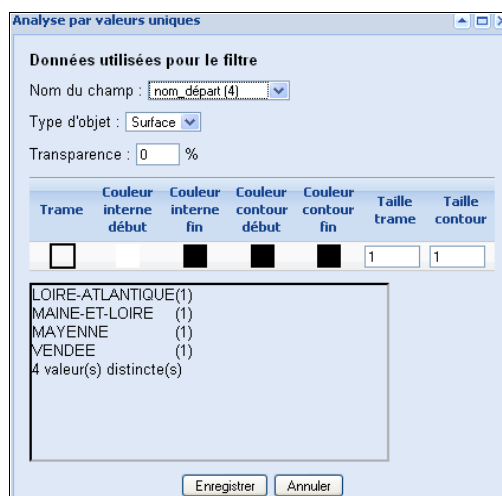 Analyse par valeurs uniques
Données utilisées pour le filtre
Nom du champ : nom_départ (4)
Type d'objet : Surface
Transparence : 0 %
Trame Couleur interne début Couleur interne fin Couleur contour début Couleur contour fin Taille trame Taille contour
1 1
LOIRE-ATLANTIQUE(1)
MAINE-ET-LOIRE (1)
MAYENNE (1)
VENDEE (1)
4 valeur(s) distincte(s)
Enregistrer Annuler